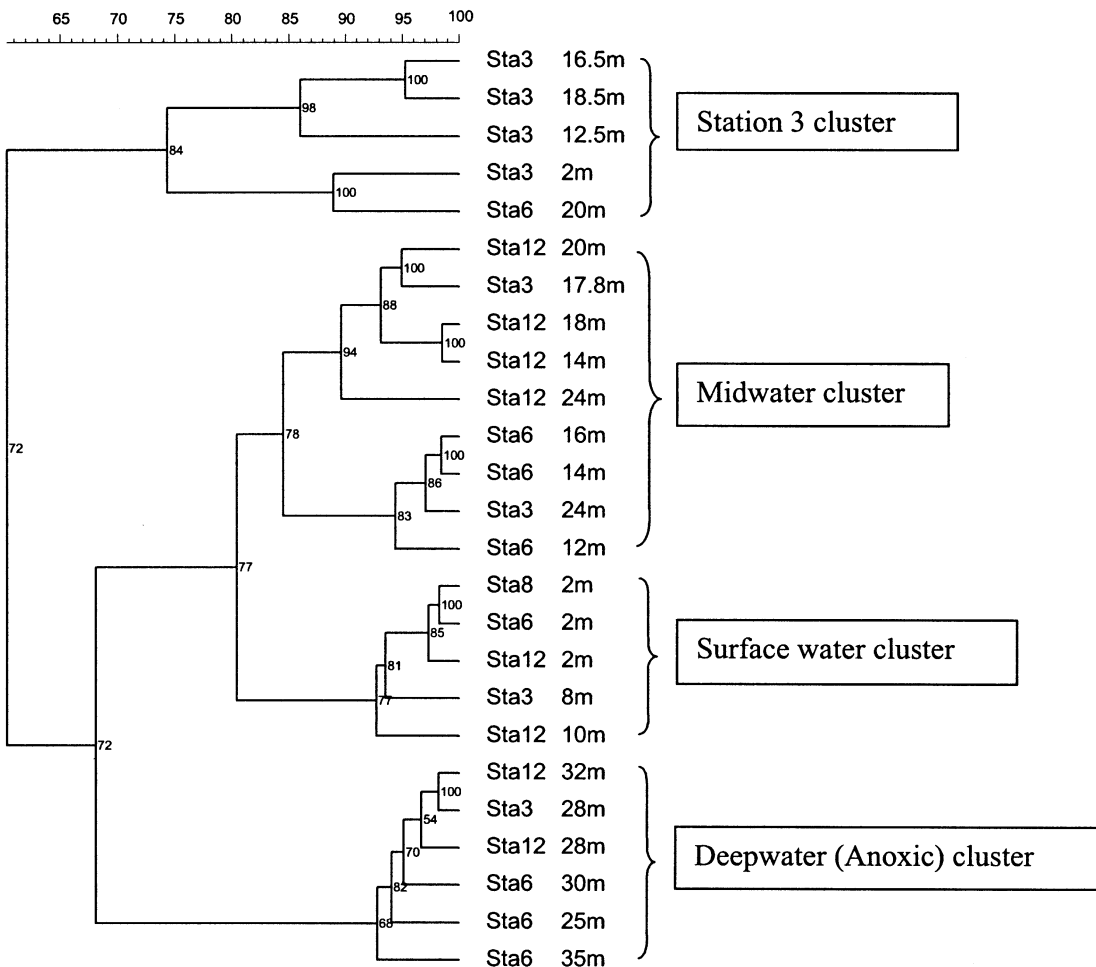 65 70 75 80 85 90 95 100
Sta3 16.5m
100
Sta3 18.5m
98
Sta3 12.5m
Station 3 cluster
84
Sta3 2m
100
Sta6 20m
Sta12 20m
100
Sta3 17.8m
88
Sta12 18m
100
94
Sta12 14m
Sta12 24m
Midwater cluster
78
Sta6 16m
72
100
Sta6 14m
86
Sta3 24m
83
Sta6 12m
77
Sta8 2m
100
Sta6 2m
85
Sta12 2m
Surface water cluster
81
Sta3 8m
77
Sta12 10m
72
Sta12 32m
100
Sta3 28m
54
Sta12 28m
Deepwater (Anoxic) cluster
70
Sta6 30m
82
Sta6 25m
68
Sta6 35m